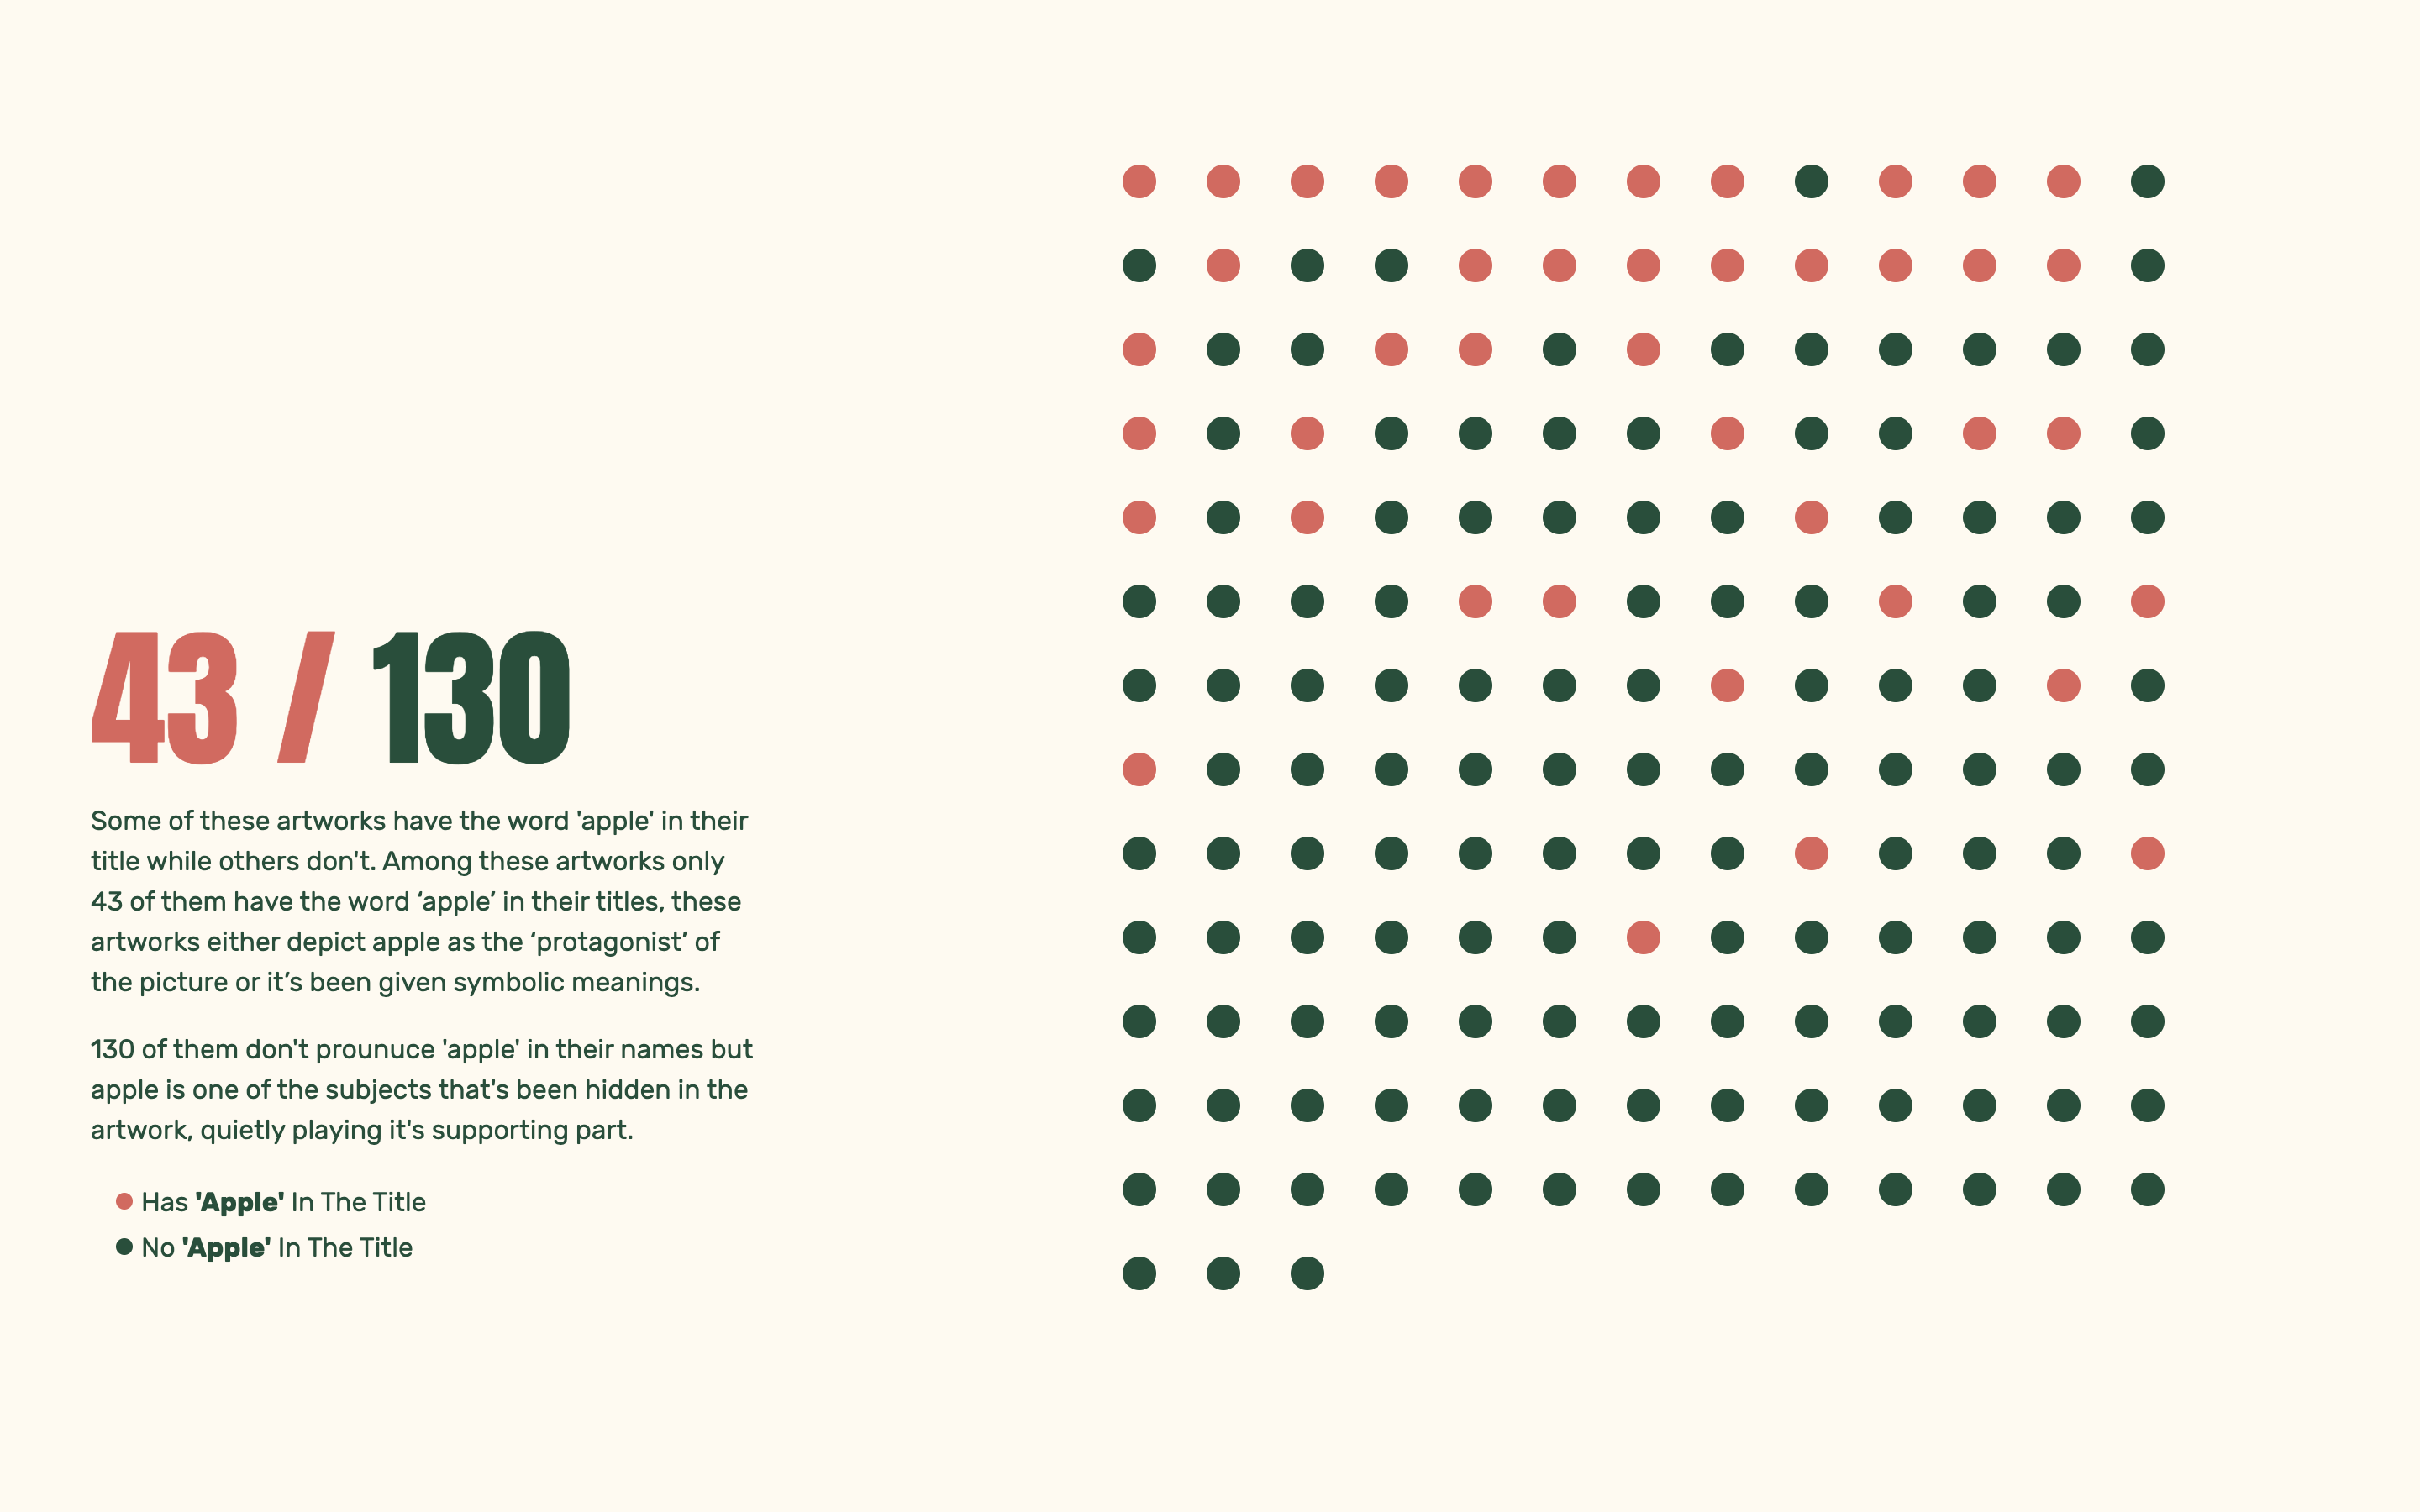 43 / 130
Some of these artworks have the word 'apple' in their
title while others don't. Among these artworks only
43 of them have the word ‘apple’ in their titles, these
artworks either depict apple as the ‘protagonist’ of
the picture or it’s been given symbolic meanings.
130 of them don't prounuce 'apple' in their names but
apple is one of the subjects that's been hidden in the
artwork, quietly playing it's supporting part.
Has 'Apple' In The Title
No 'Apple' In The Title